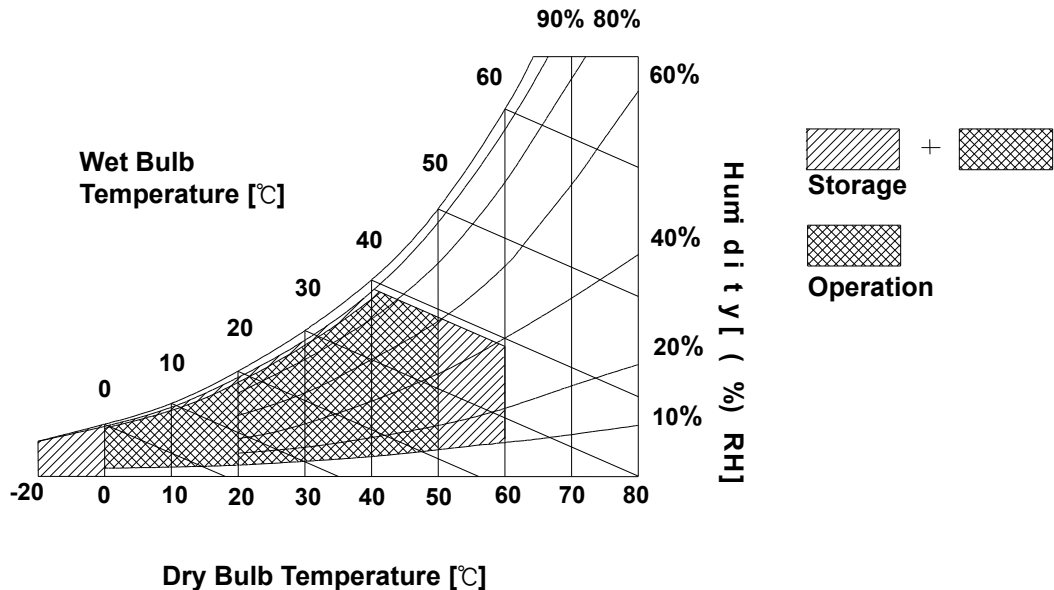 90% 80%
60%
60
Wet Bulb
Temperature [℃]
50
40
30
20
10
0
40%
20%
10%
Humidity[(%)RH]
-20 0 10 20 30 40 50 60 70 80
Dry Bulb Temperature [℃]
+
Storage
Operation